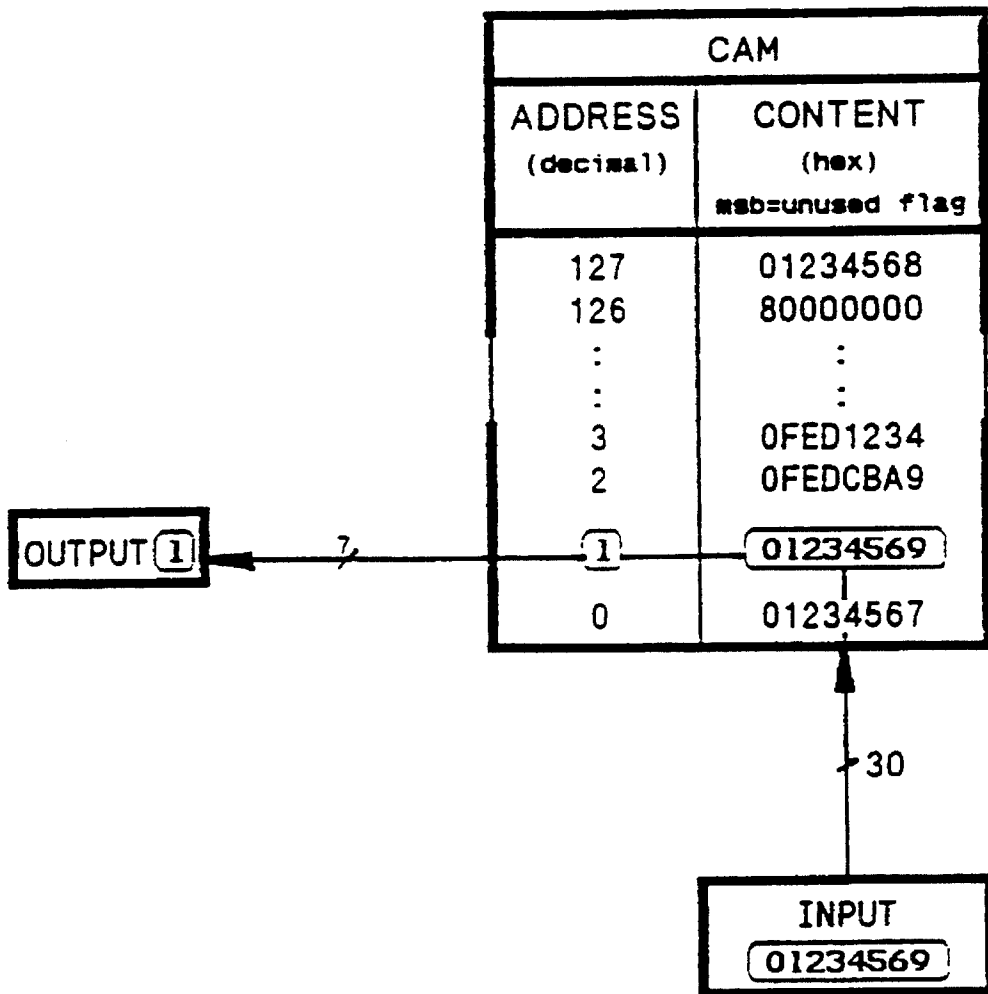 CAM
ADDRESS CONTENT
(decimal) (hex)
msb=unused flag
127 01234568
126 80000000
: :
: :
3 0FED1234
2 0FEDCBA9
OUTPUT 1 7 1 01234569
0 01234567
30
INPUT
01234569